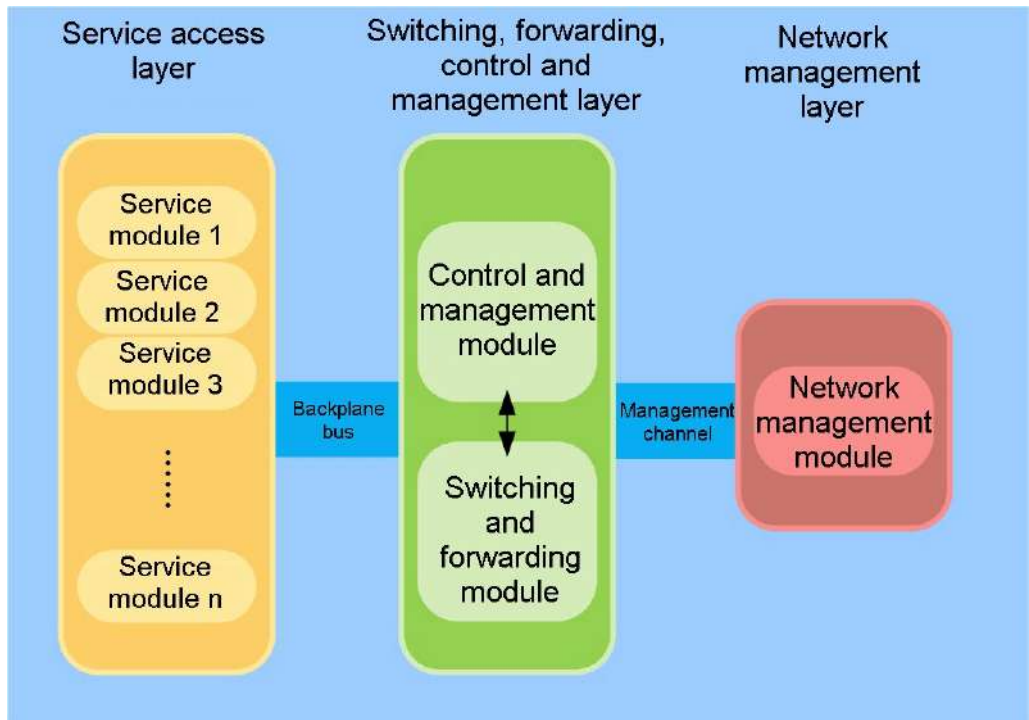 Service access
layer
Switching, forwarding,
control and
management layer
Network
management
layer
Service
module 1
Service
module 2
Service
module 3
......
Service
module n
Backplane
bus
Control and
management
module
Switching
and
forwarding
module
Management
channel
Network
management
module